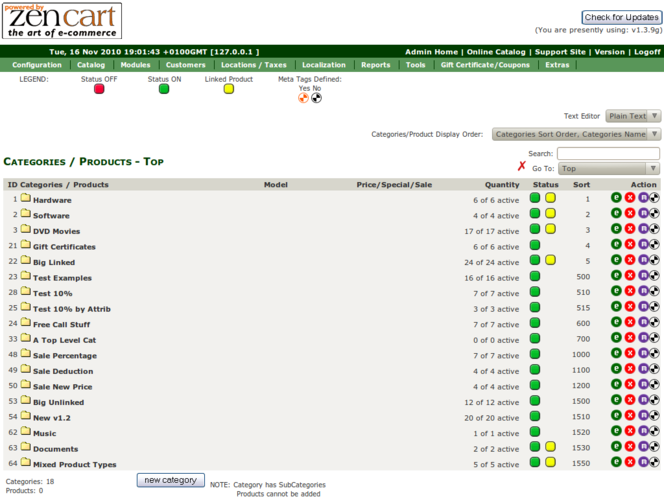 powered by
zen cart
the art of e-commerce
Check for Updates
(You are presently using: v1.3.9g)
Tue, 16 Nov 2010 19:01:43 +0100GMT [127.0.0.1 ]
Admin Home | Online Catalog | Support Site | Version | Logoff
Configuration Catalog Modules Customers Locations / Taxes Localization Reports Tools Gift Certificate/Coupons Extras
LEGEND: Status OFF Status ON Linked Product Meta Tags Defined:
Yes No
Text Editor Plain Text
Categories/Product Display Order: Categories Sort Order, Categories Name
Search:
Categories / Products - Top
Go To: Top
ID Categories / Products Model Price/Special/Sale Quantity Status Sort Action
1 Hardware 6 of 6 active 1 e x m
2 Software 4 of 4 active 2 e x m
3 DVD Movies 17 of 17 active 3 e x m
21 Gift Certificates 6 of 6 active 4 e x m
22 Big Linked 24 of 24 active 5 e x m
23 Test Examples 16 of 16 active 500 e x m
28 Test 10% 7 of 7 active 510 e x m
25 Test 10% by Attrib 3 of 3 active 515 e x m
24 Free Call Stuff 7 of 7 active 600 e x m
33 A Top Level Cat 0 of 0 active 700 e x m
48 Sale Percentage 7 of 7 active 1000 e x m
49 Sale Deduction 4 of 4 active 1100 e x m
50 Sale New Price 4 of 4 active 1200 e x m
53 Big Unlinked 12 of 12 active 1500 e x m
54 New v1.2 20 of 20 active 1510 e x m
62 Music 1 of 1 active 1520 e x m
63 Documents 2 of 2 active 1530 e x m
64 Mixed Product Types 5 of 5 active 1550 e x m
Categories: 18
Products: 0
new category
NOTE: Category has SubCategories
Products cannot be added